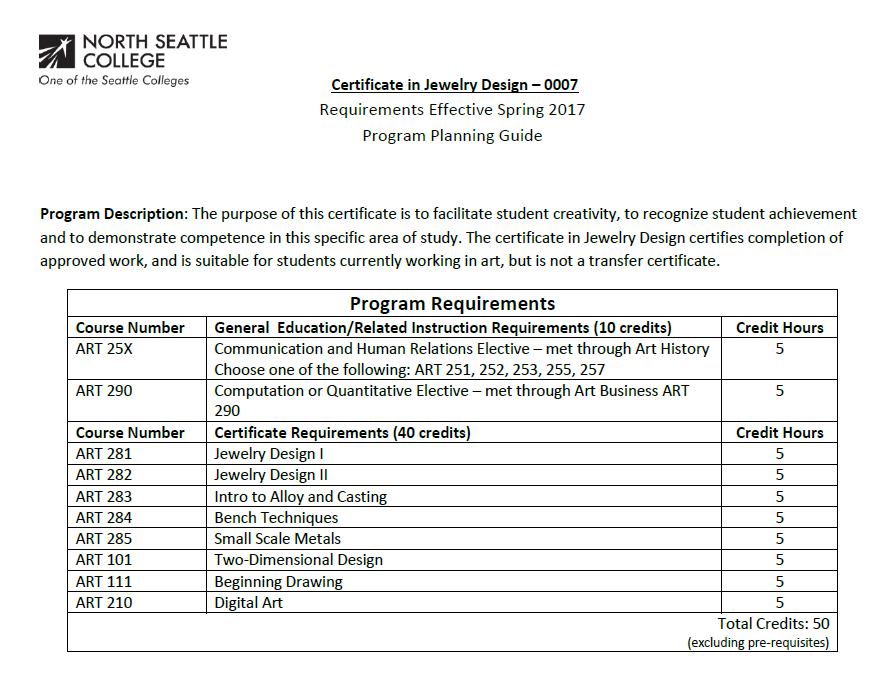 NORTH SEATTLE
COLLEGE
One of the Seattle Colleges
Certificate in Jewelry Design – 0007
Requirements Effective Spring 2017
Program Planning Guide
Program Description: The purpose of this certificate is to facilitate student creativity, to recognize student achievement
and to demonstrate competence in this specific area of study. The certificate in Jewelry Design certifies completion of
approved work, and is suitable for students currently working in art, but is not a transfer certificate.
Program Requirements
Course Number General Education/Related Instruction Requirements (10 credits) Credit Hours
ART 25X Communication and Human Relations Elective – met through Art History 5
Choose one of the following: ART 251, 252, 253, 255, 257
ART 290 Computation or Quantitative Elective – met through Art Business ART 5
290
Course Number Certificate Requirements (40 credits) Credit Hours
ART 281 Jewelry Design I 5
ART 282 Jewelry Design II 5
ART 283 Intro to Alloy and Casting 5
ART 284 Bench Techniques 5
ART 285 Small Scale Metals 5
ART 101 Two-Dimensional Design 5
ART 111 Beginning Drawing 5
ART 210 Digital Art 5
Total Credits: 50
(excluding pre-requisites)